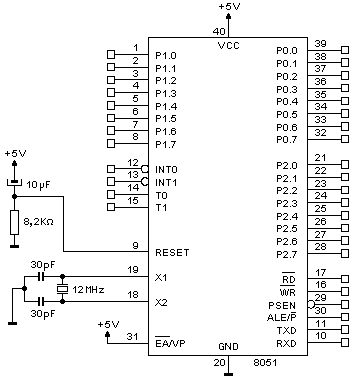 +5V
40
VCC
1 P1.0 P0.0 39
2 P1.1 P0.1 38
3 P1.2 P0.2 37
4 P1.3 P0.3 36
5 P1.4 P0.4 35
6 P1.5 P0.5 34
7 P1.6 P0.6 33
8 P1.7 P0.7 32
+5V
10µF
8,2KΩ
12 INT0 P2.0 21
13 INT1 P2.1 22
14 T0 P2.2 23
15 T1 P2.3 24
P2.4 25
P2.5 26
P2.6 27
9 RESET P2.7 28
30pF
19 X1 RD 17
12MHz
WR 16
18 X2 PSEN 29
30pF
ALE/P 30
+5V
TXD 11
31 EA/VP RXD 10
GND
20 8051